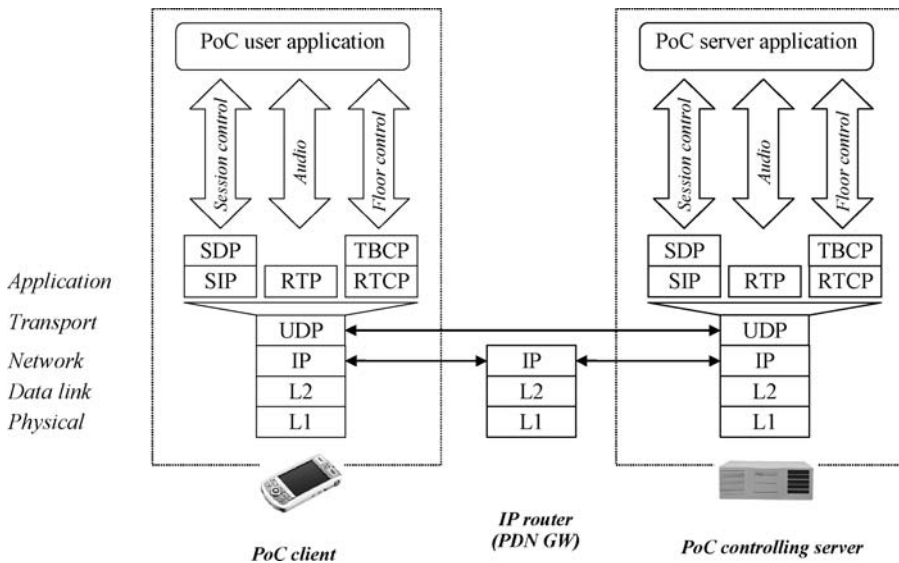 PoC user application
PoC server application
Session control
Audio
Floor control
Session control
Audio
Floor control
SDP
TBCP
SDP
TBCP
Application
SIP
RTP
RTCP
SIP
RTP
RTCP
Transport
UDP
UDP
Network
IP
IP
IP
Data link
L2
L2
L2
Physical
L1
L1
L1
PoC client
IP router
(PDN GW)
PoC controlling server